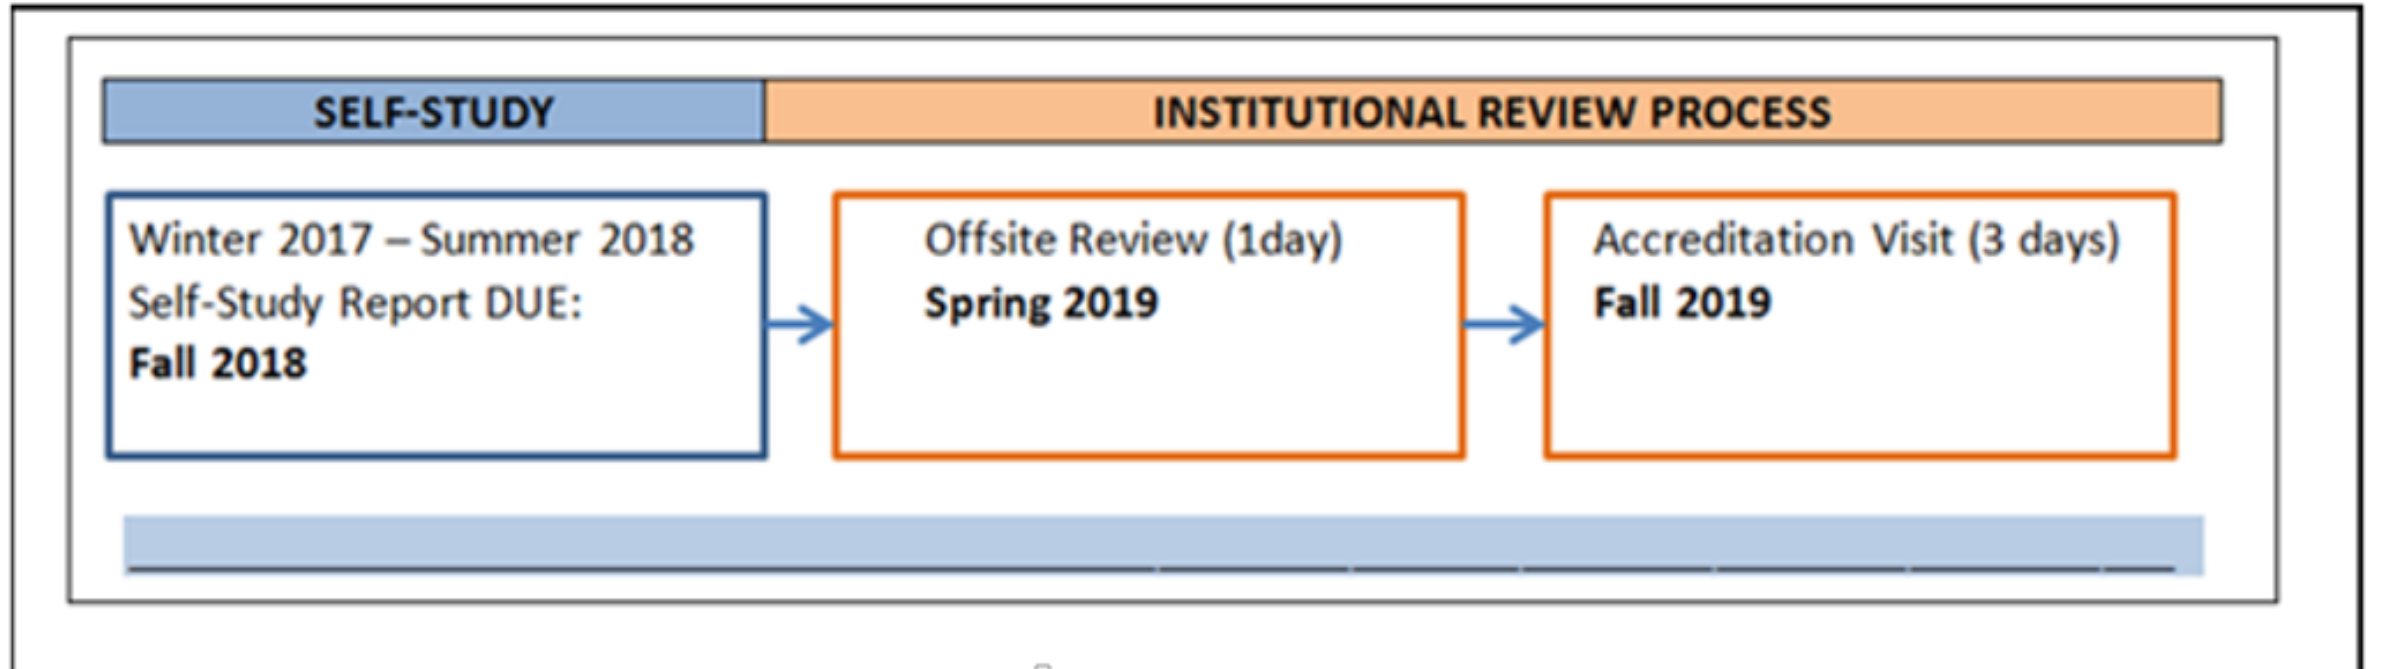 SELF-STUDY
INSTITUTIONAL REVIEW PROCESS
Winter 2017 – Summer 2018
Self-Study Report DUE:
Fall 2018
Offsite Review (1day)
Spring 2019
Accreditation Visit (3 days)
Fall 2019